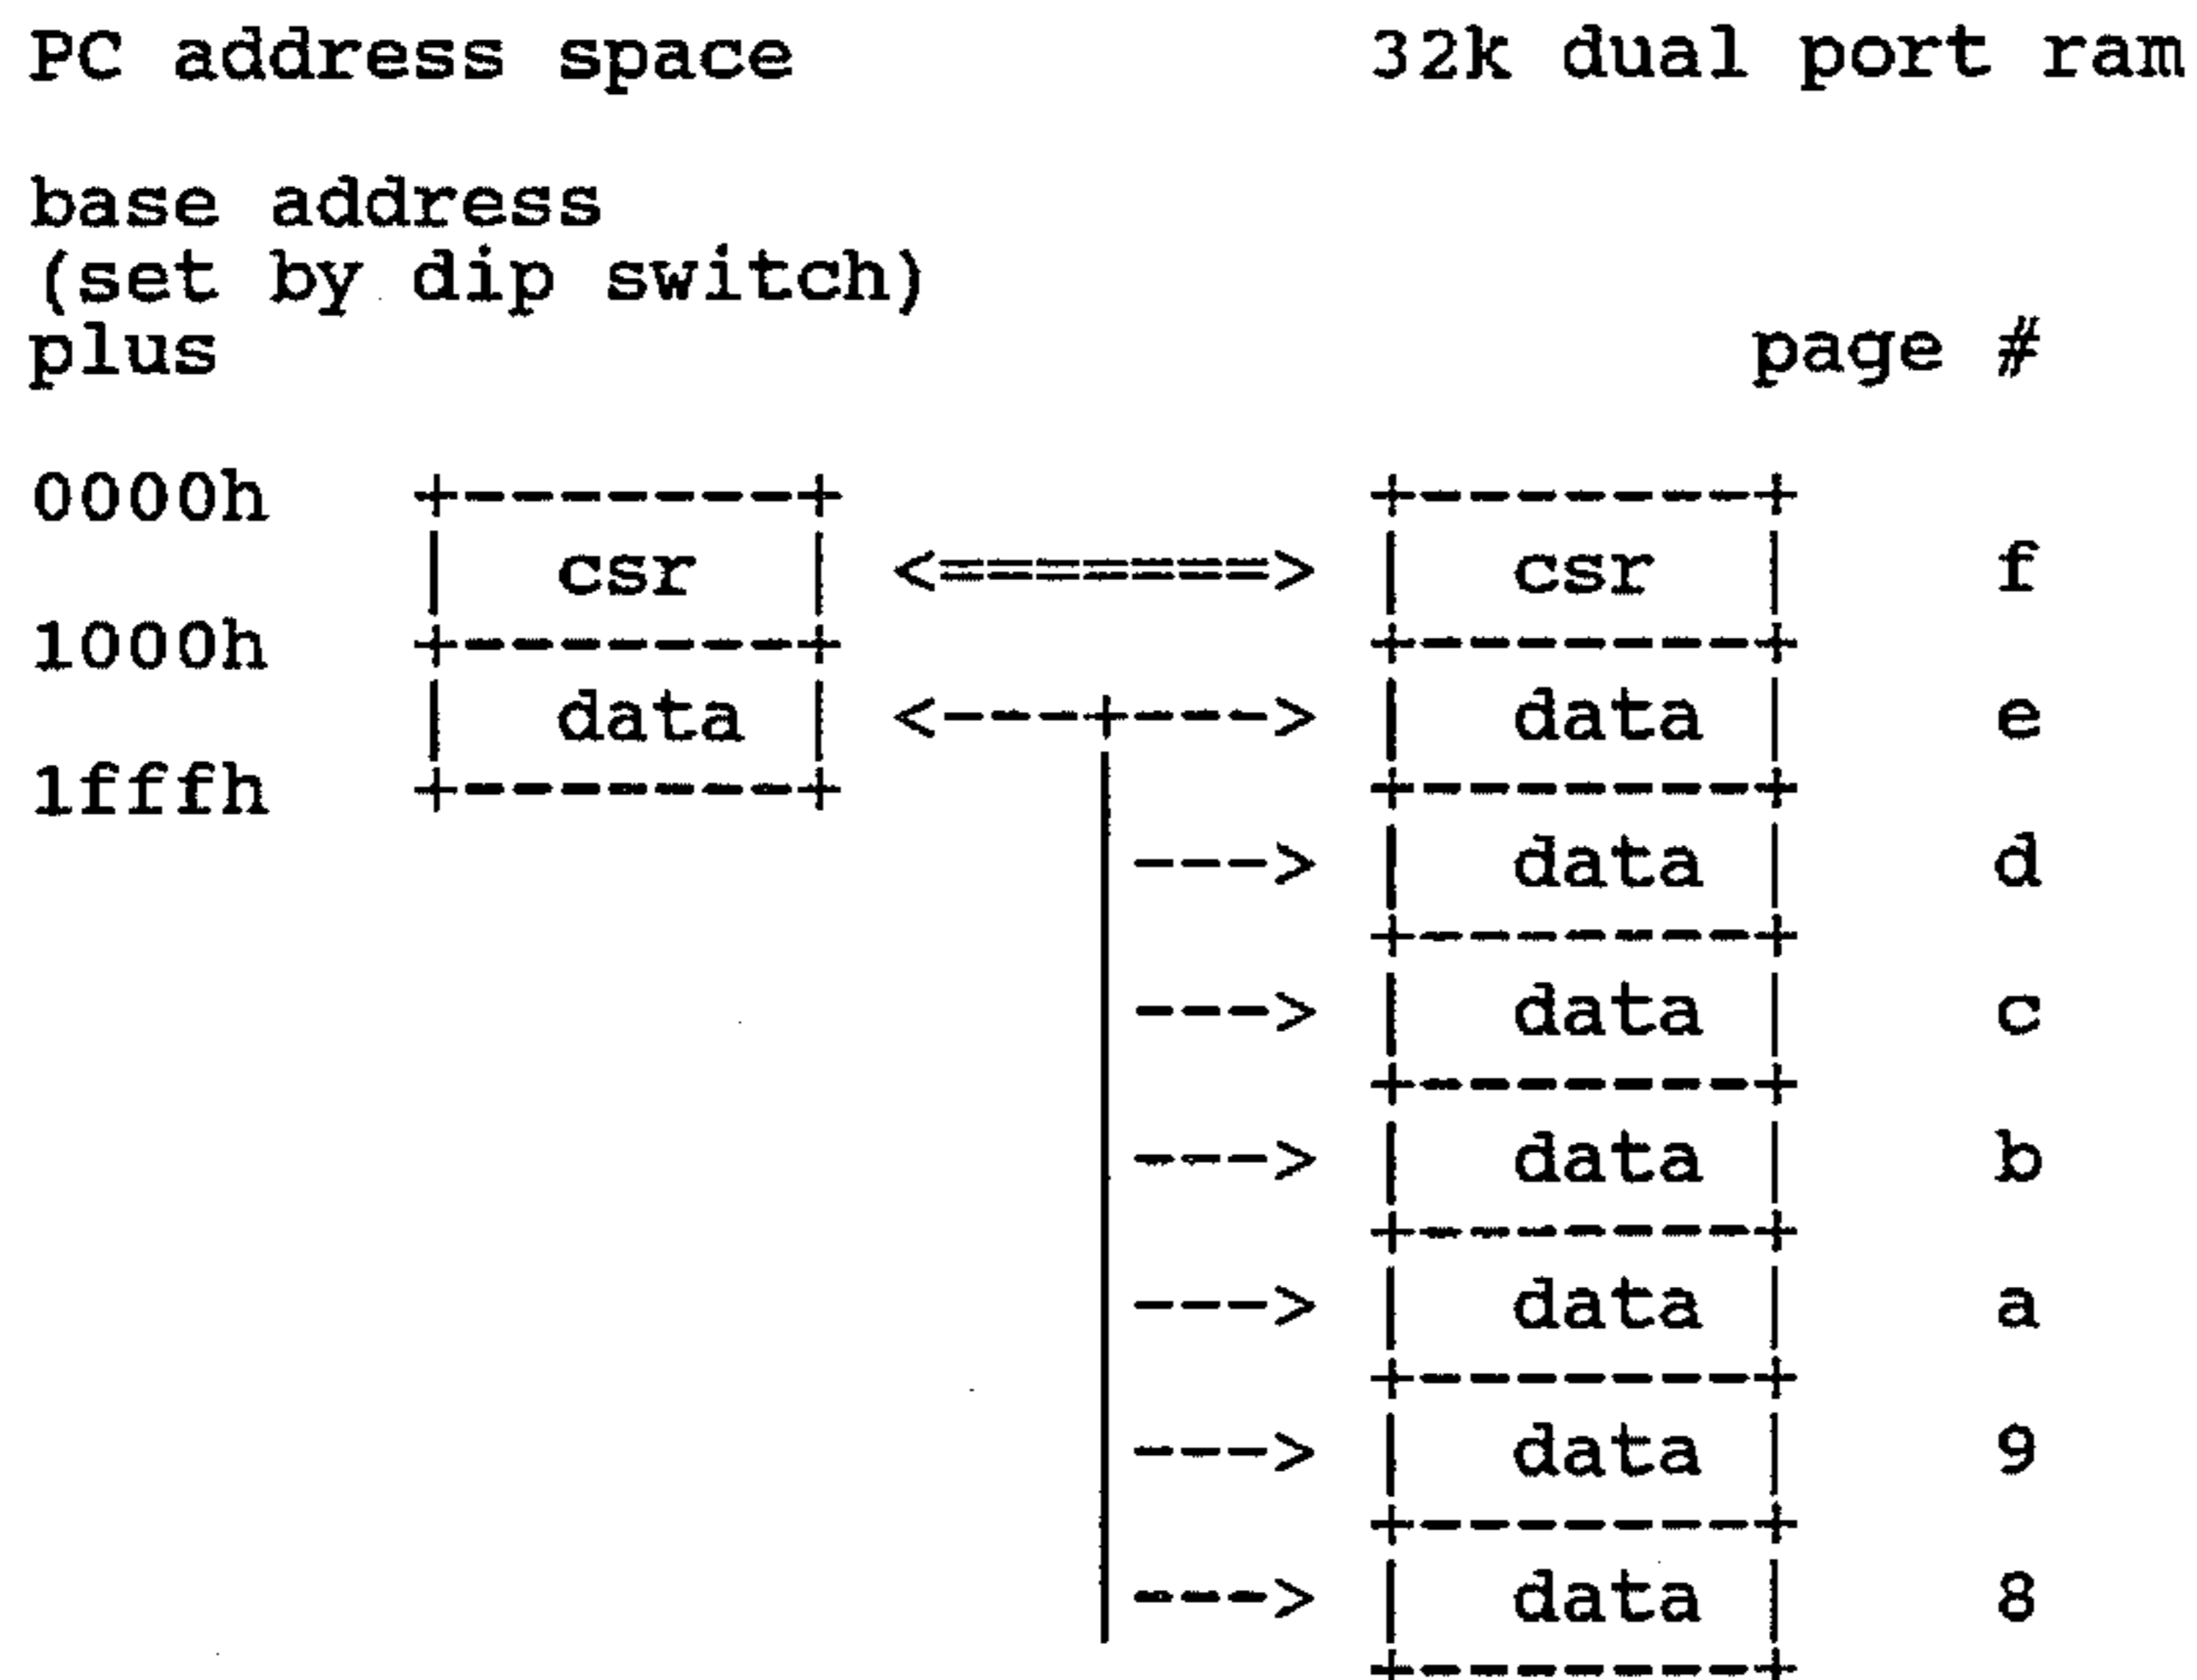 PC address space            32k dual port ram

base address
(set by dip switch)
plus                                page #

0000h   +-------+           +-------+
        |  csr  | <=======> |  csr  |    f
1000h   +-------+           +-------+
        |  data | <---+---> |  data |    e
1fffh   +-------+     |     +-------+
                      |---> |  data |    d
                      |     +-------+
                      |---> |  data |    c
                      |     +-------+
                      |---> |  data |    b
                      |     +-------+
                      |---> |  data |    a
                      |     +-------+
                      |---> |  data |    9
                      |     +-------+
                      |---> |  data |    8
                            +-------+